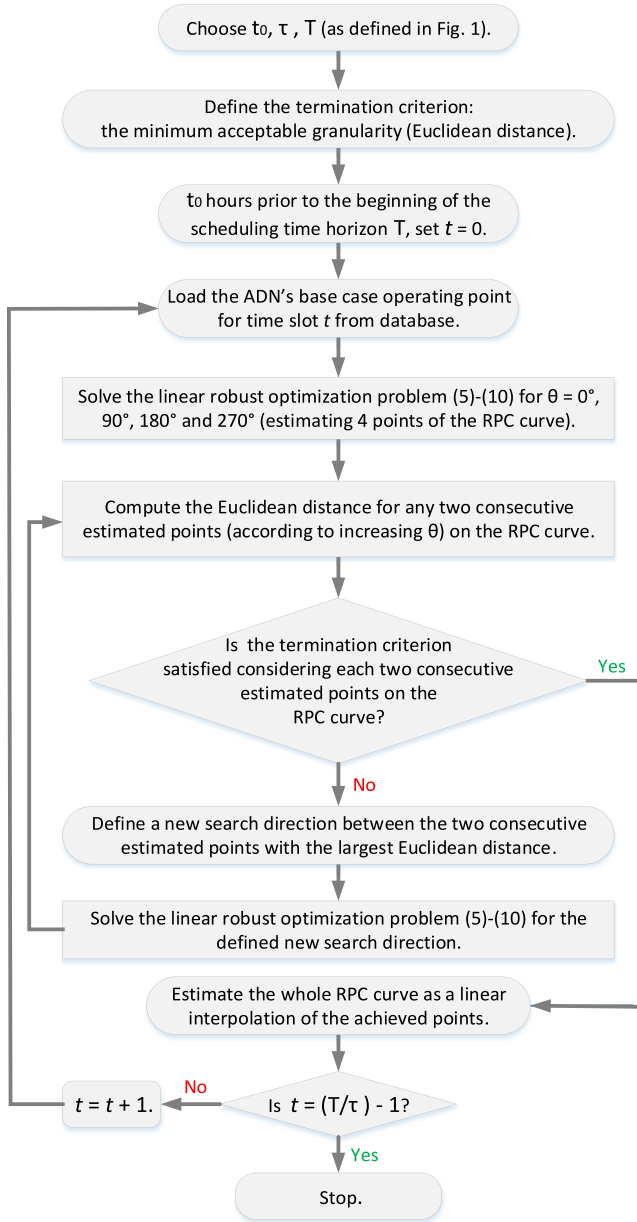 Choose t₀, τ , T (as defined in Fig. 1).
Define the termination criterion:
the minimum acceptable granularity (Euclidean distance).
t₀ hours prior to the beginning of the
scheduling time horizon T, set t = 0.
Load the ADN's base case operating point
for time slot t from database.
Solve the linear robust optimization problem (5)-(10) for θ = 0°,
90°, 180° and 270° (estimating 4 points of the RPC curve).
Compute the Euclidean distance for any two consecutive
estimated points (according to increasing θ) on the RPC curve.
Is the termination criterion
satisfied considering each two consecutive
estimated points on the
RPC curve?
Yes
No
Define a new search direction between the two consecutive
estimated points with the largest Euclidean distance.
Solve the linear robust optimization problem (5)-(10) for the
defined new search direction.
Estimate the whole RPC curve as a linear
interpolation of the achieved points.
Is t = (T/τ ) - 1?
No
t = t + 1.
Yes
Stop.